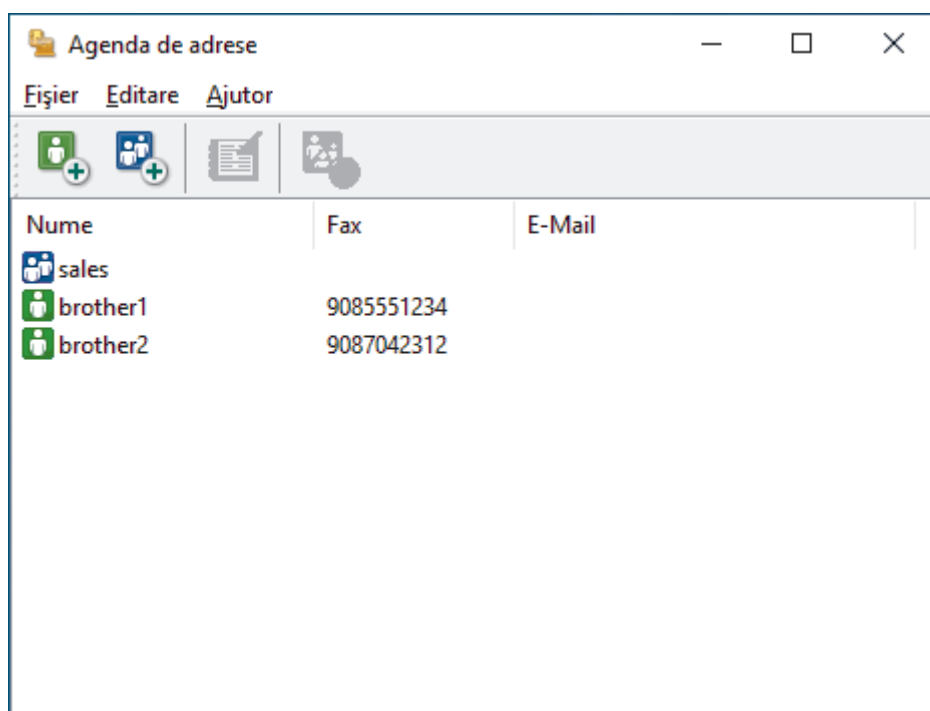 Agenda de adrese
Fişier Editare Ajutor
Nume Fax E-Mail
sales
brother1 9085551234
brother2 9087042312